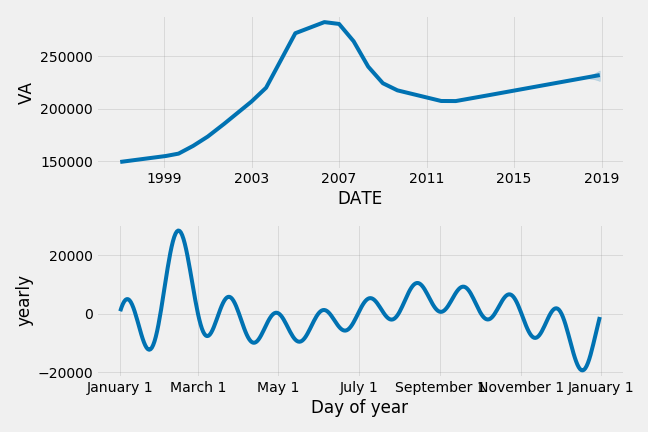 250000
200000
150000
VA
1999 2003 2007 2011 2015 2019
DATE
20000
0
−20000
yearly
January 1 March 1 May 1 July 1 September 1 November 1 January 1
Day of year